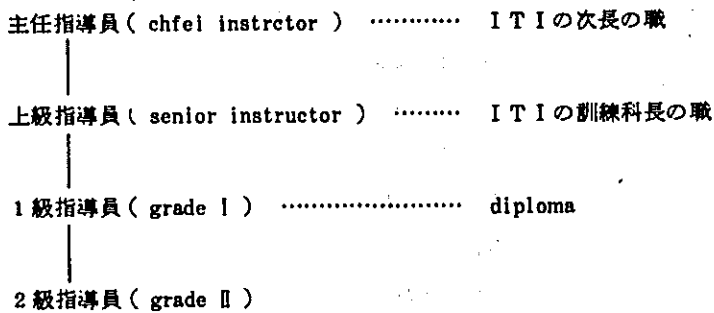 主任指導員( chfei instrctor ) ………… ITIの次長の職
上級指導員( senior instructor ) ……… ITIの訓練科長の職
1級指導員( grade Ⅰ ) …………………… diploma
2級指導員( grade Ⅱ )